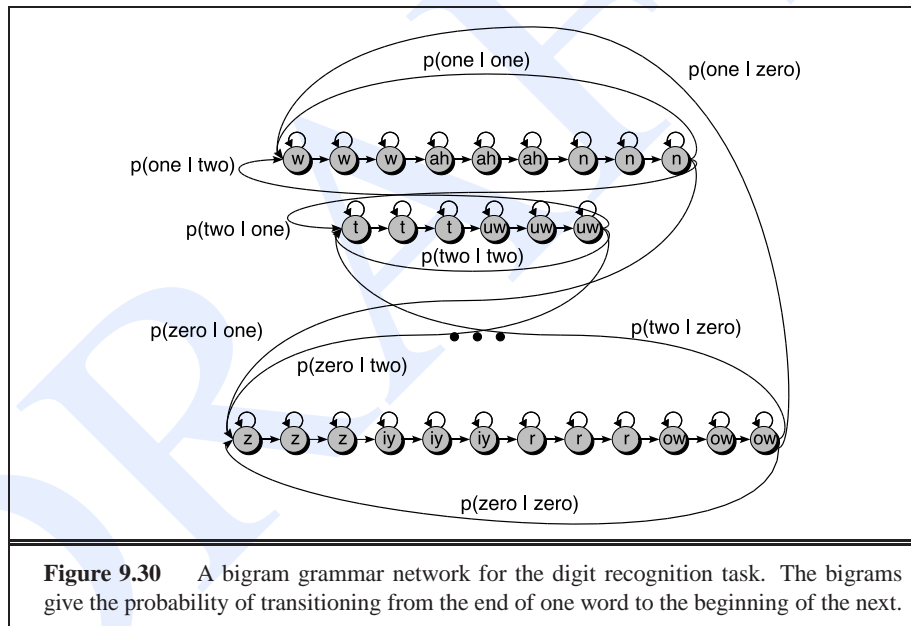 p(one | one)
p(one | zero)
w w w ah ah ah n n n
p(one | two)
p(two | one)
t t t uw uw uw
p(two | two)
p(zero | one)
p(two | zero)
p(zero | two)
z z z iy iy iy r r r ow ow ow
p(zero | zero)
Figure 9.30 A bigram grammar network for the digit recognition task. The bigrams
give the probability of transitioning from the end of one word to the beginning of the next.
DRAF